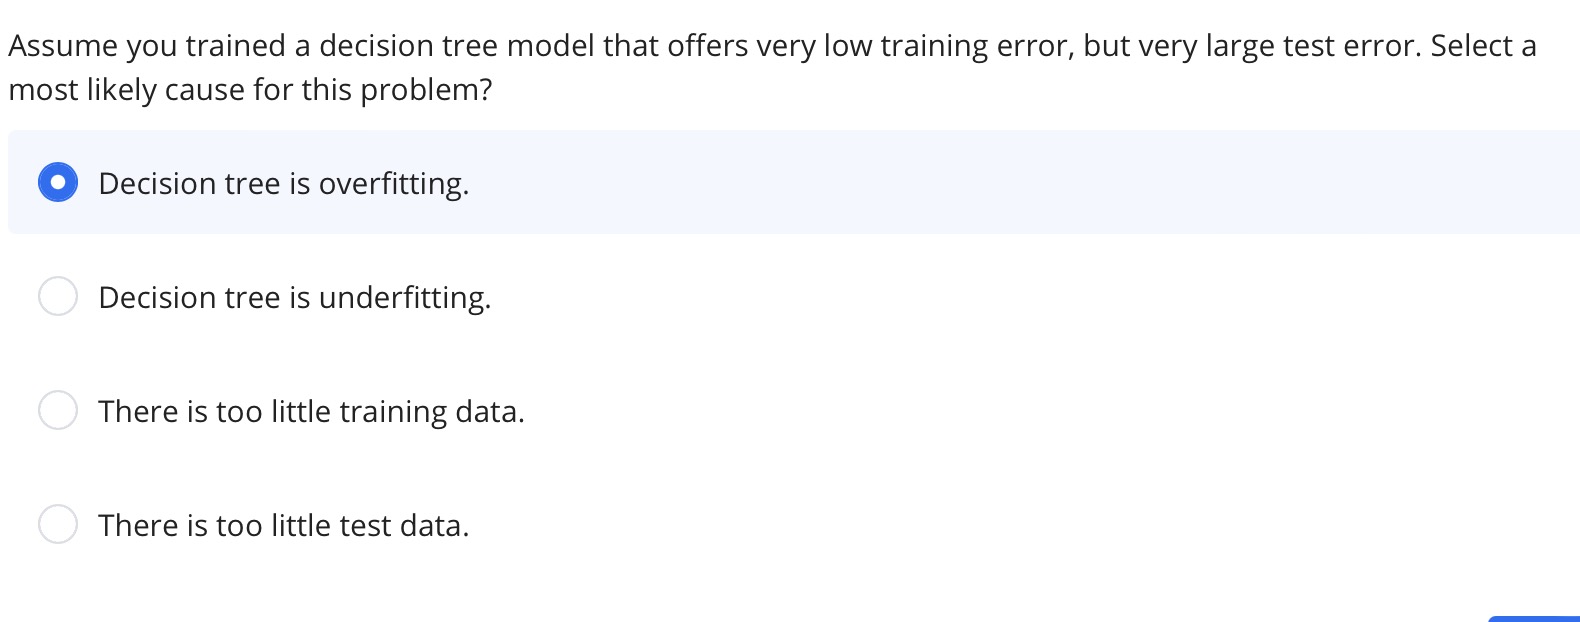 Assume you trained a decision tree model that offers very low training error, but very large test error. Select a
most likely cause for this problem?
Decision tree is overfitting.
Decision tree is underfitting.
There is too little training data.
There is too little test data.